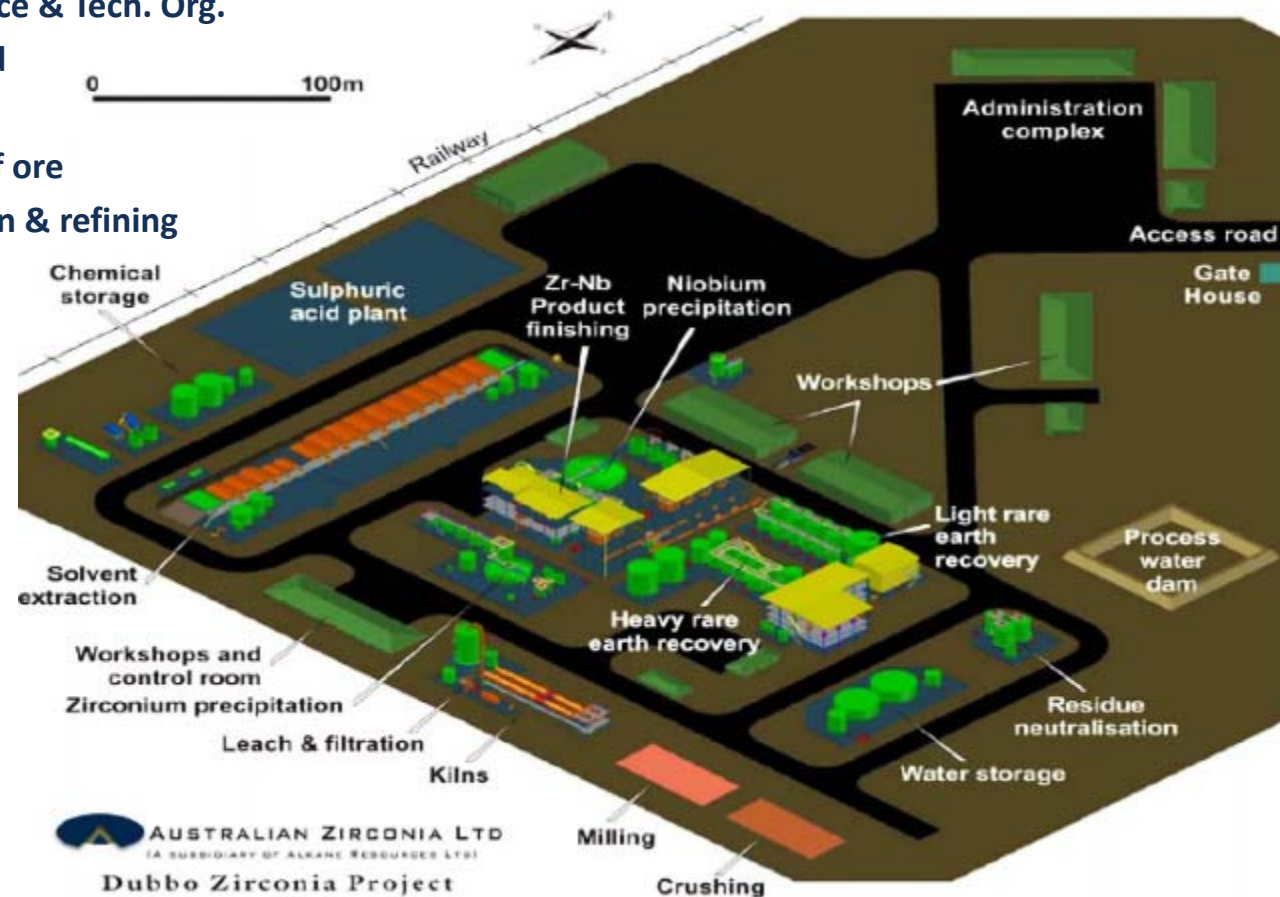 ce & Tech. Org.
d
0 100m
f ore
n & refining
Railway
Administration
complex
Access road
Gate
House
Chemical
storage
Sulphuric
acid plant
Zr-Nb
Product
finishing
Niobium
precipitation
Workshops
Light rare
earth
recovery
Process
water
dam
Solvent
extraction
Heavy rare
earth recovery
Workshops and
control room
Zirconium precipitation
Leach & filtration
Kilns
Residue
neutralisation
Water storage
Milling
Crushing
AUSTRALIAN ZIRCONIA LTD
(A SUBSIDIARY OF ALKANE RESOURCES LTD)
Dubbo Zirconia Project